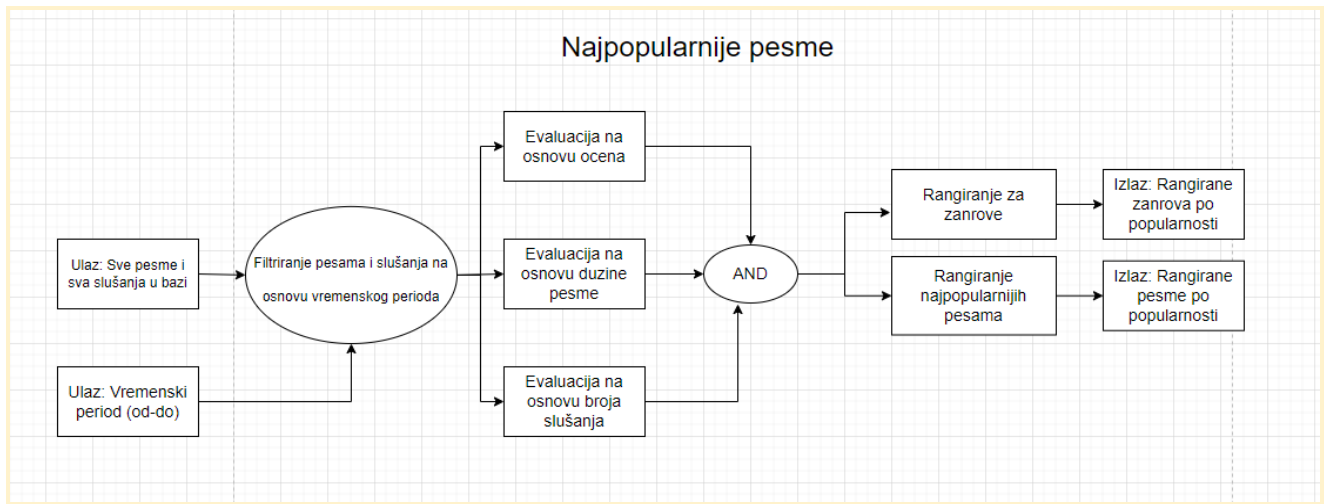 Najpopularnije pesme
Ulaz: Sve pesme i
sva slušanja u bazi
Ulaz: Vremenski
period (od-do)
Filtriranje pesama i slušanja na
osnovu vremenskog perioda
Evaluacija na
osnovu ocena
Evaluacija na
osnovu duzine
pesme
Evaluacija na
osnovu broja
slušanja
AND
Rangiranje za
zanrove
Izlaz: Rangirane
zanrova po
popularnosti
Rangiranje
najpopularnijih
pesama
Izlaz: Rangirane
pesme po
popularnosti